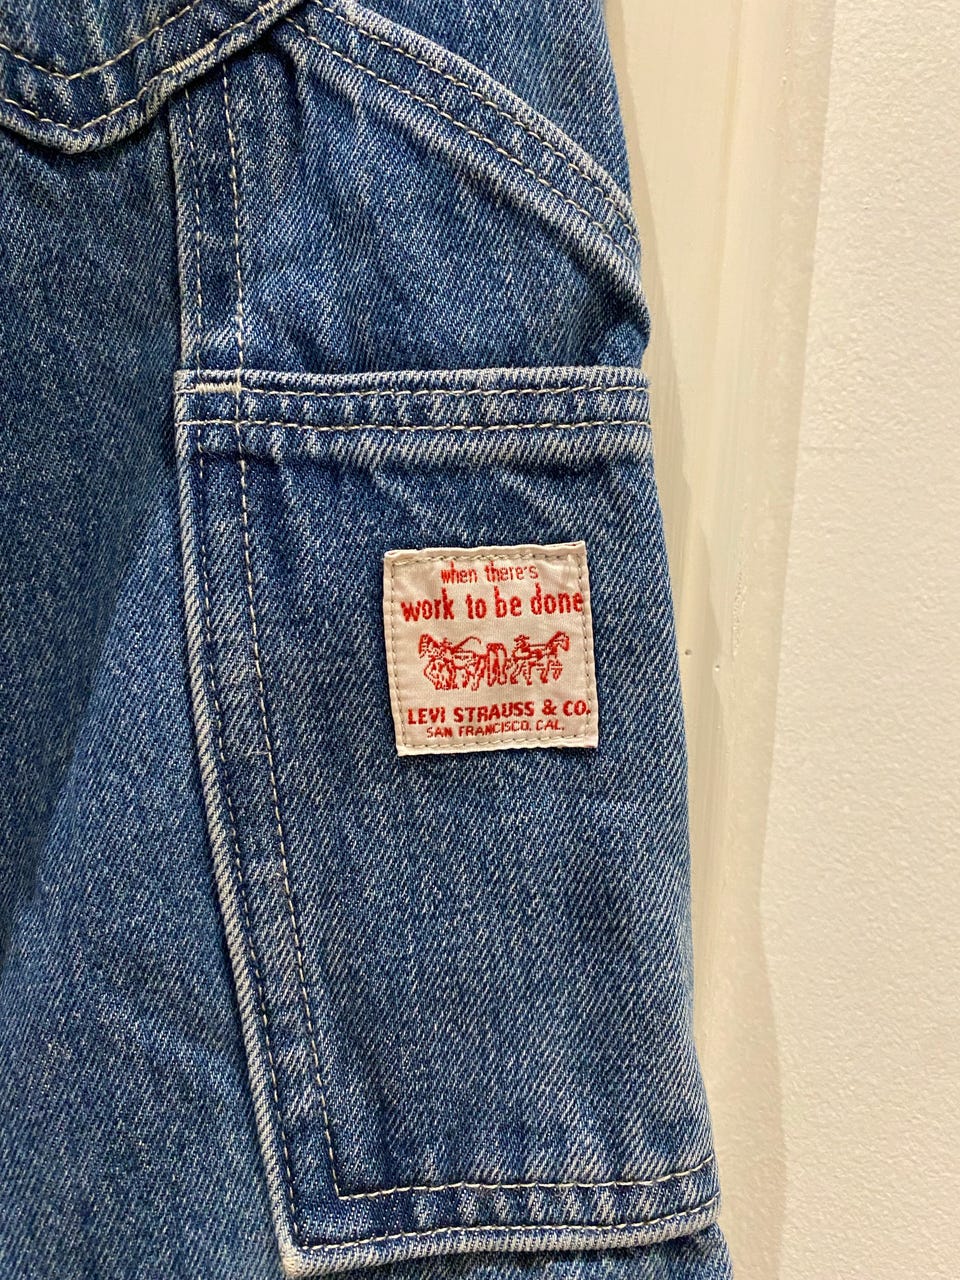 when there's
work to be done
LEVI STRAUSS & CO.
SAN FRANCISCO, CAL.